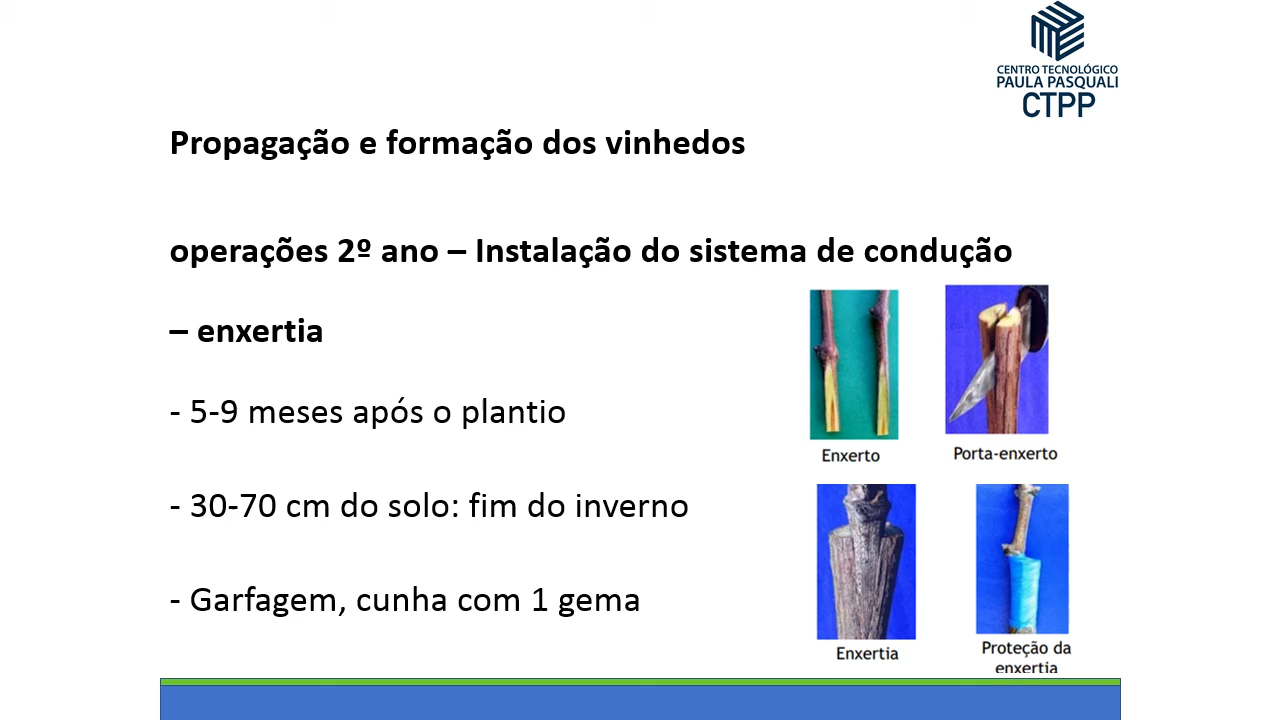 CENTRO TECNOLÓGICO
PAULA PASQUALI
CTPP
Propagação e formação dos vinhedos
operações 2º ano – Instalação do sistema de condução
– enxertia
- 5-9 meses após o plantio
- 30-70 cm do solo: fim do inverno
- Garfagem, cunha com 1 gema
Enxerto
Porta-enxerto
Enxertia
Proteção da
enxertia